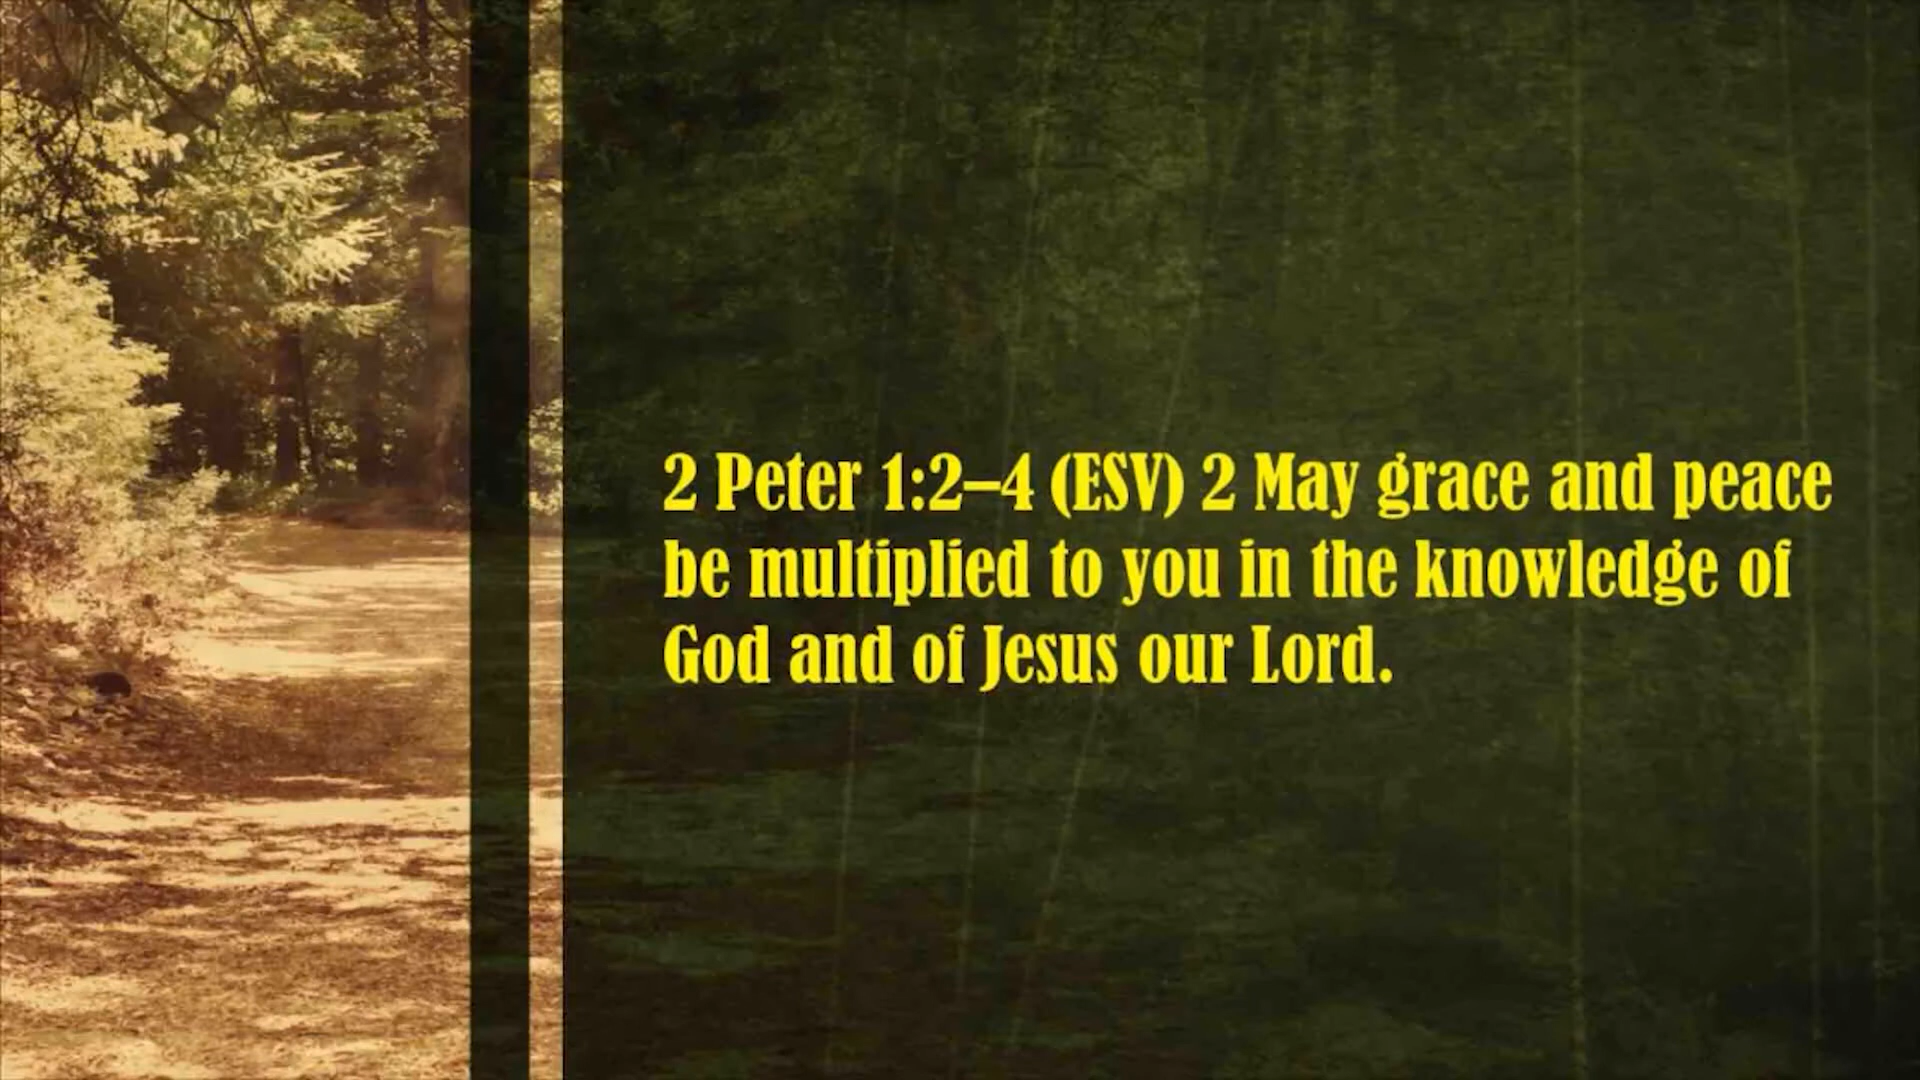 2 Peter 1:2–4 (ESV) 2 May grace and peace
be multiplied to you in the knowledge of
God and of Jesus our Lord.